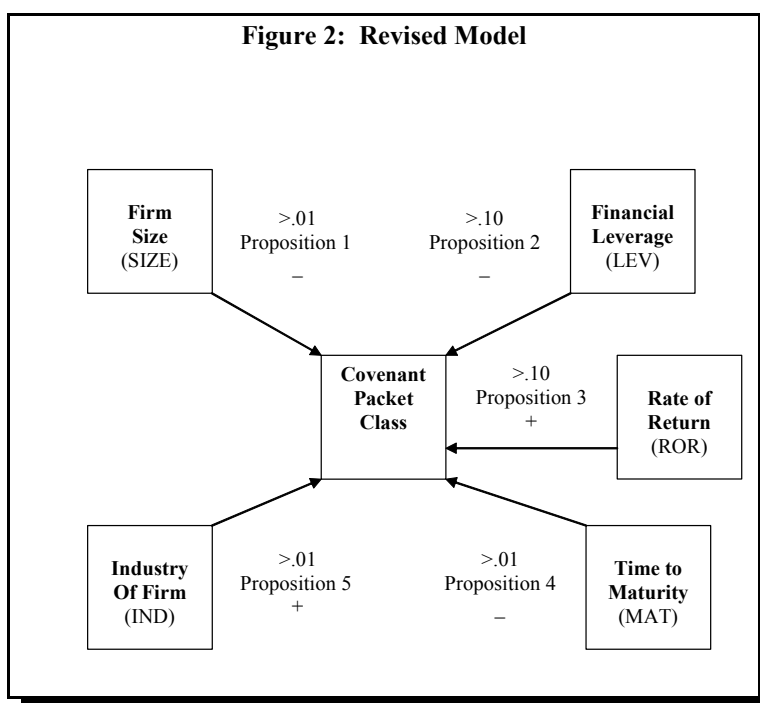 Figure 2: Revised Model
Firm
Size
(SIZE)
>.01
Proposition 1
–
>.10
Proposition 2
–
Financial
Leverage
(LEV)
Covenant
Packet
Class
>.10
Proposition 3
+
Rate of
Return
(ROR)
Industry
Of Firm
(IND)
>.01
Proposition 5
+
>.01
Proposition 4
–
Time to
Maturity
(MAT)